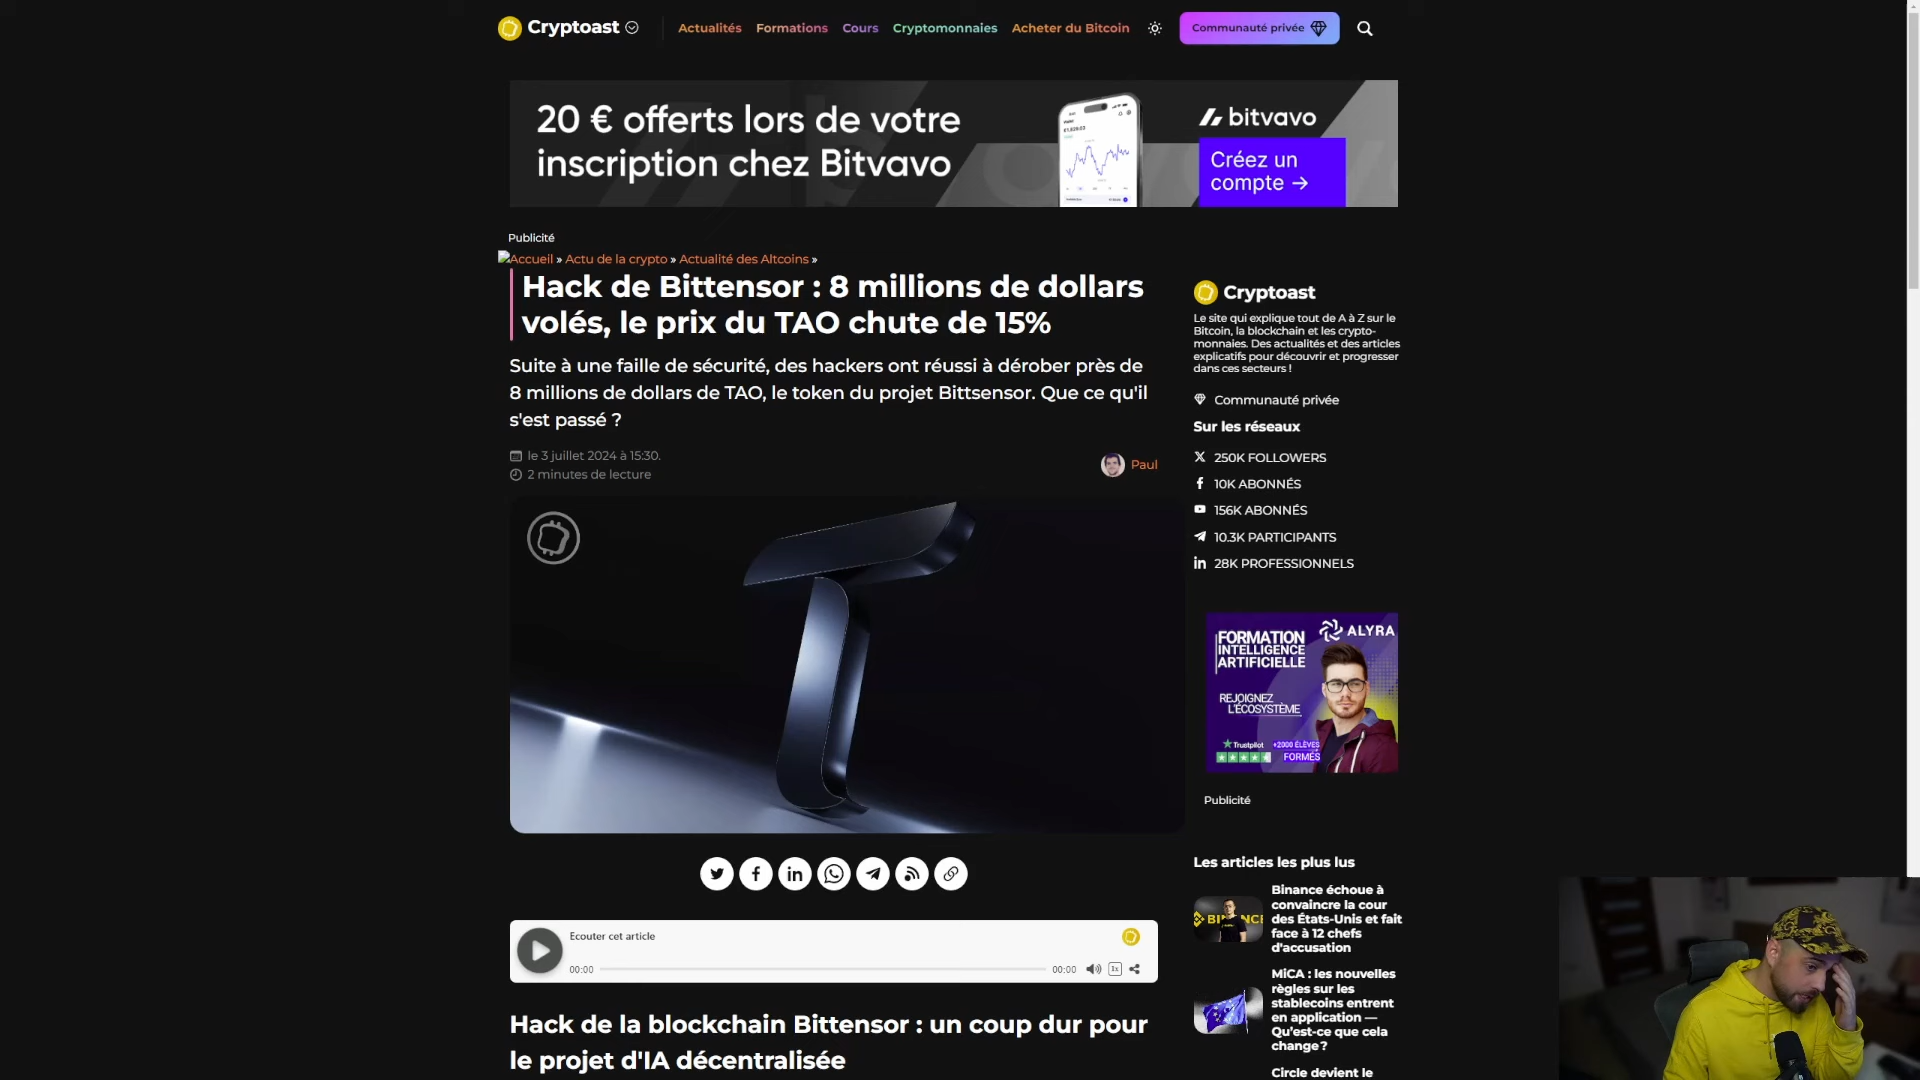 Cryptoast
Actualités
Formations
Cours
Cryptomonnaies
Acheter du Bitcoin
Communauté privée
20 € offerts lors de votre
inscription chez Bitvavo
bitvavo
Créez un
compte →
Publicité
Accueil » Actu de la crypto » Actualité des Altcoins »
Hack de Bittensor : 8 millions de dollars
volés, le prix du TAO chute de 15%
Suite à une faille de sécurité, des hackers ont réussi à dérober près de
8 millions de dollars de TAO, le token du projet Bittsensor. Que ce qu'il
s'est passé ?
le 3 juillet 2024 à 15:30.
2 minutes de lecture
Paul
Ecouter cet article
00:00
00:00
1x
Hack de la blockchain Bittensor : un coup dur pour
le projet d'IA décentralisée
Cryptoast
Le site qui explique tout de A à Z sur le
Bitcoin, la blockchain et les crypto-
monnaies. Des actualités et des articles
explicatifs pour découvrir et progresser
dans ces secteurs !
Communauté privée
Sur les réseaux
250K FOLLOWERS
10K ABONNÉS
156K ABONNÉS
10.3K PARTICIPANTS
28K PROFESSIONNELS
ALYRA
FORMATION
INTELLIGENCE
ARTIFICIELLE
REJOIGNEZ
L'ÉCOSYSTÈME
Trustpilot
+2000 ÉLÈVES
FORMÉS
Publicité
Les articles les plus lus
Binance échoue à
convaincre la cour
des États-Unis et fait
face à 12 chefs
d'accusation
MiCA : les nouvelles
règles sur les
stablecoins entrent
en application —
Qu'est-ce que cela
change ?
Circle devient le